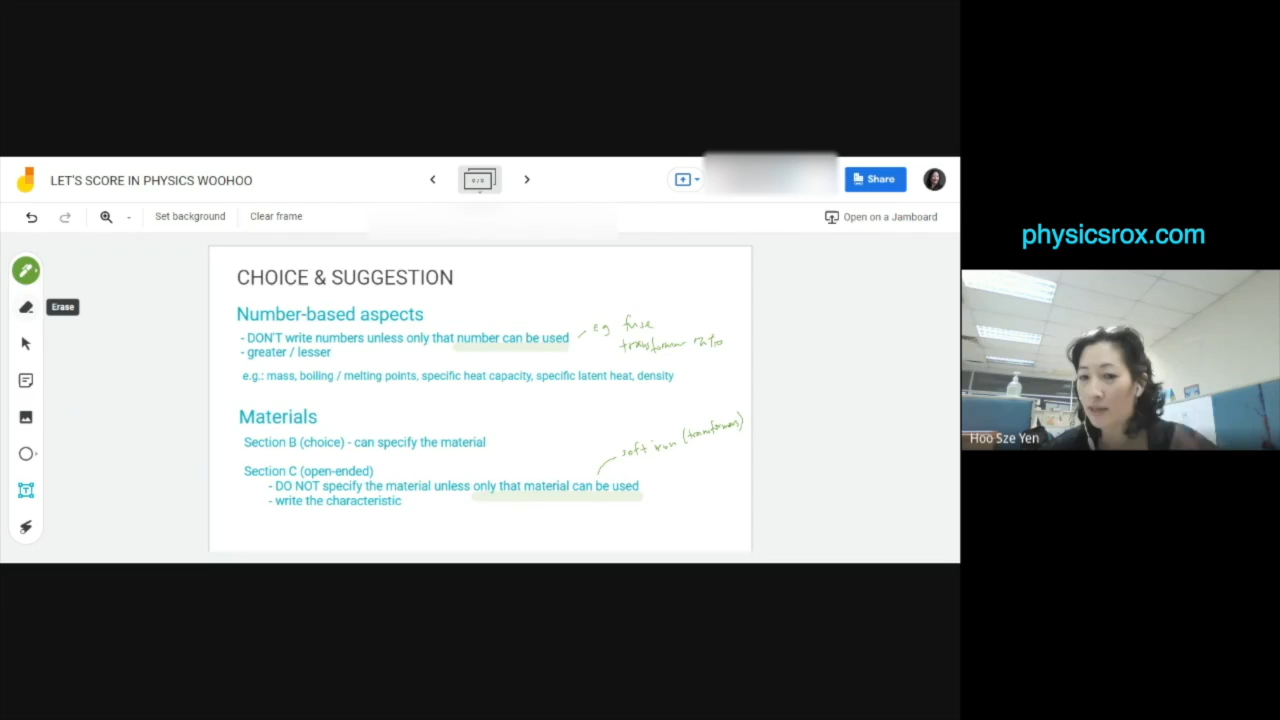 LET'S SCORE IN PHYSICS WOOHOO
9 / 9
Share
Set background
Clear frame
Open on a Jamboard
Erase
CHOICE & SUGGESTION
Number-based aspects
- DON'T write numbers unless only that number can be used
e.g fuse
transformer ratio
- greater / lesser
e.g.: mass, boiling / melting points, specific heat capacity, specific latent heat, density
Materials
Section B (choice) - can specify the material
soft iron (transformers)
Section C (open-ended)
- DO NOT specify the material unless only that material can be used
- write the characteristic
physicsrox.com
Hoo Sze Yen